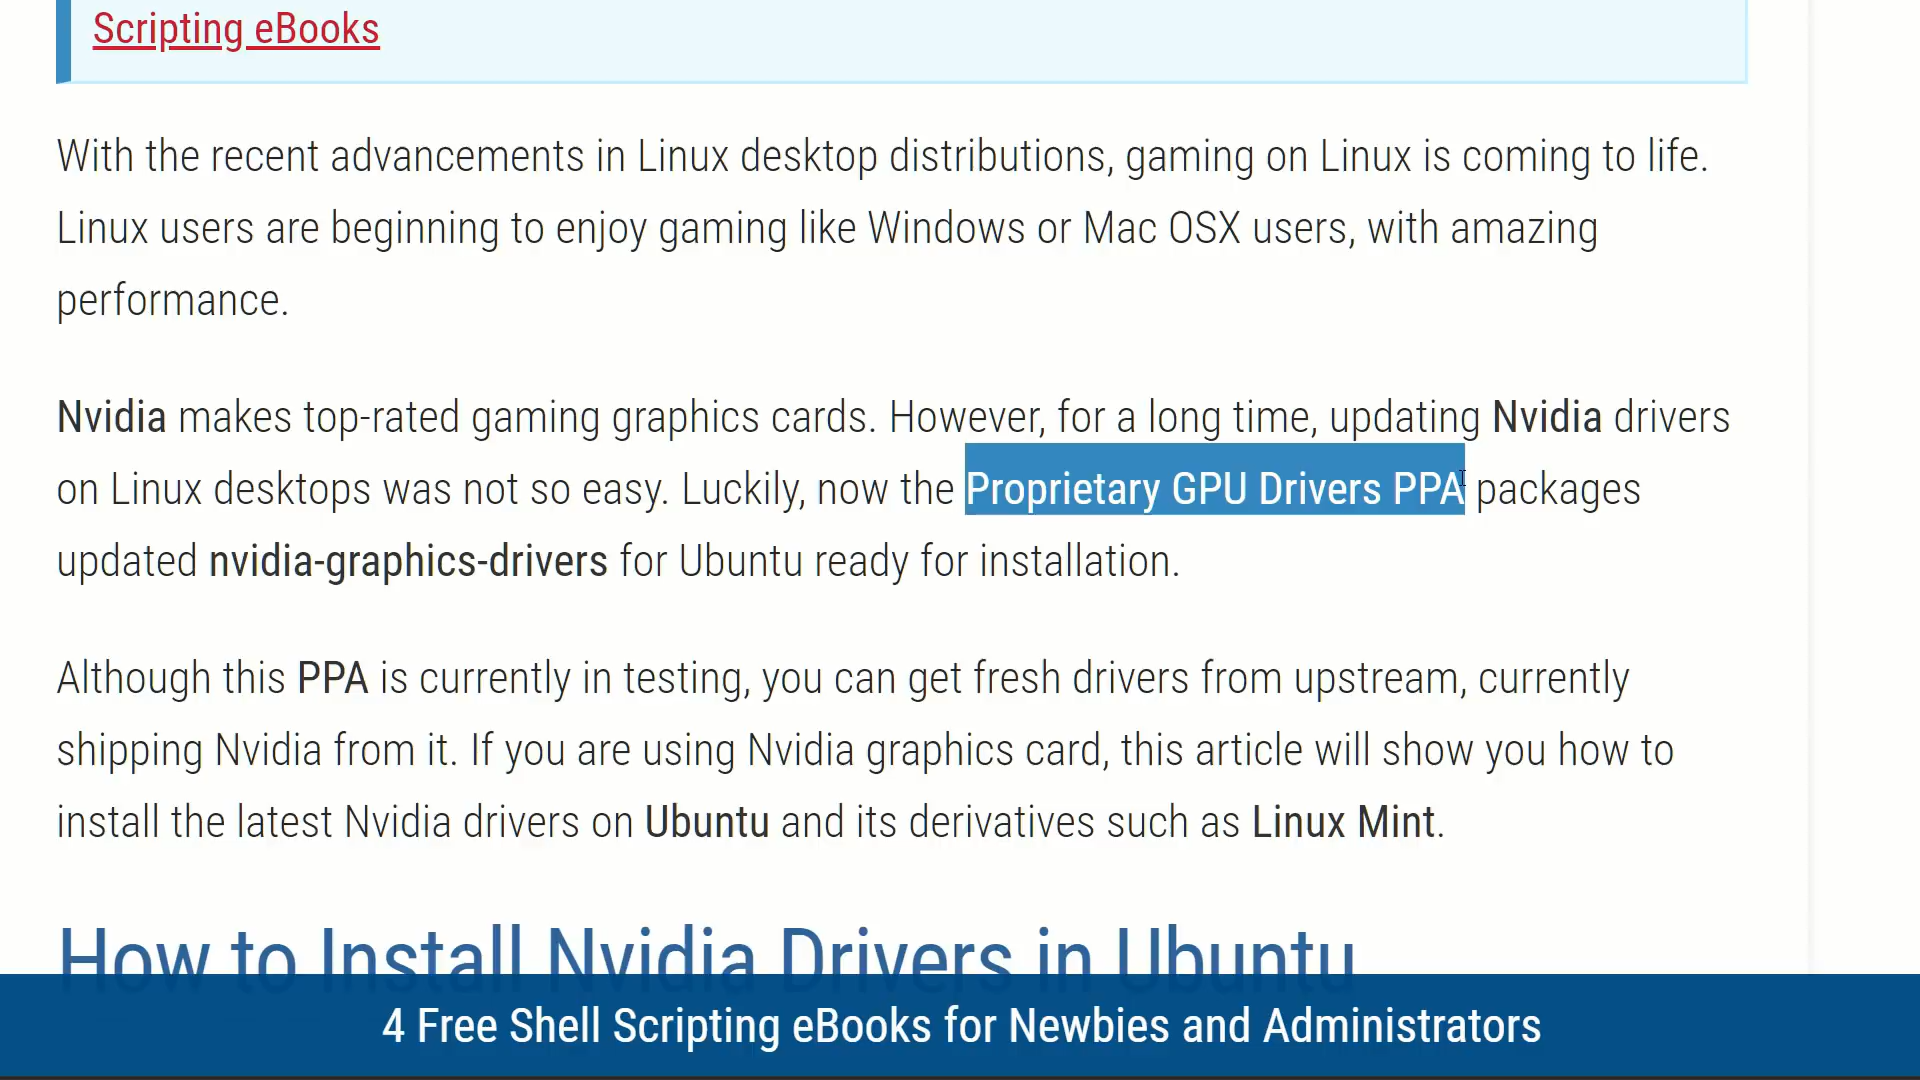 Scripting eBooks
With the recent advancements in Linux desktop distributions, gaming on Linux is coming to life.
Linux users are beginning to enjoy gaming like Windows or Mac OSX users, with amazing
performance.
Nvidia makes top-rated gaming graphics cards. However, for a long time, updating Nvidia drivers
on Linux desktops was not so easy. Luckily, now the Proprietary GPU Drivers PPA packages
updated nvidia-graphics-drivers for Ubuntu ready for installation.
Although this PPA is currently in testing, you can get fresh drivers from upstream, currently
shipping Nvidia from it. If you are using Nvidia graphics card, this article will show you how to
install the latest Nvidia drivers on Ubuntu and its derivatives such as Linux Mint.
How to Install Nvidia Drivers in Ubuntu
4 Free Shell Scripting eBooks for Newbies and Administrators